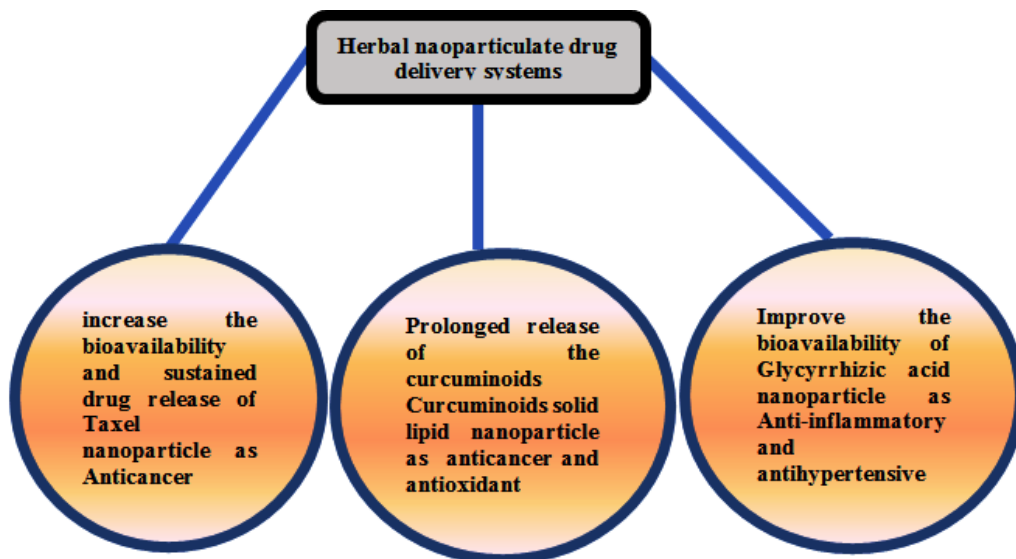 Herbal naoparticulate drug
delivery systems
increase the
bioavailability
and sustained
drug release of
Taxel
nanoparticle as
Anticancer
Prolonged release
of the
curcuminoids
Curcuminoids solid
lipid nanoparticle
as anticancer and
antioxidant
Improve the
bioavailability of
Glycyrrhizic acid
nanoparticle as
Anti-inflammatory
and
antihypertensive